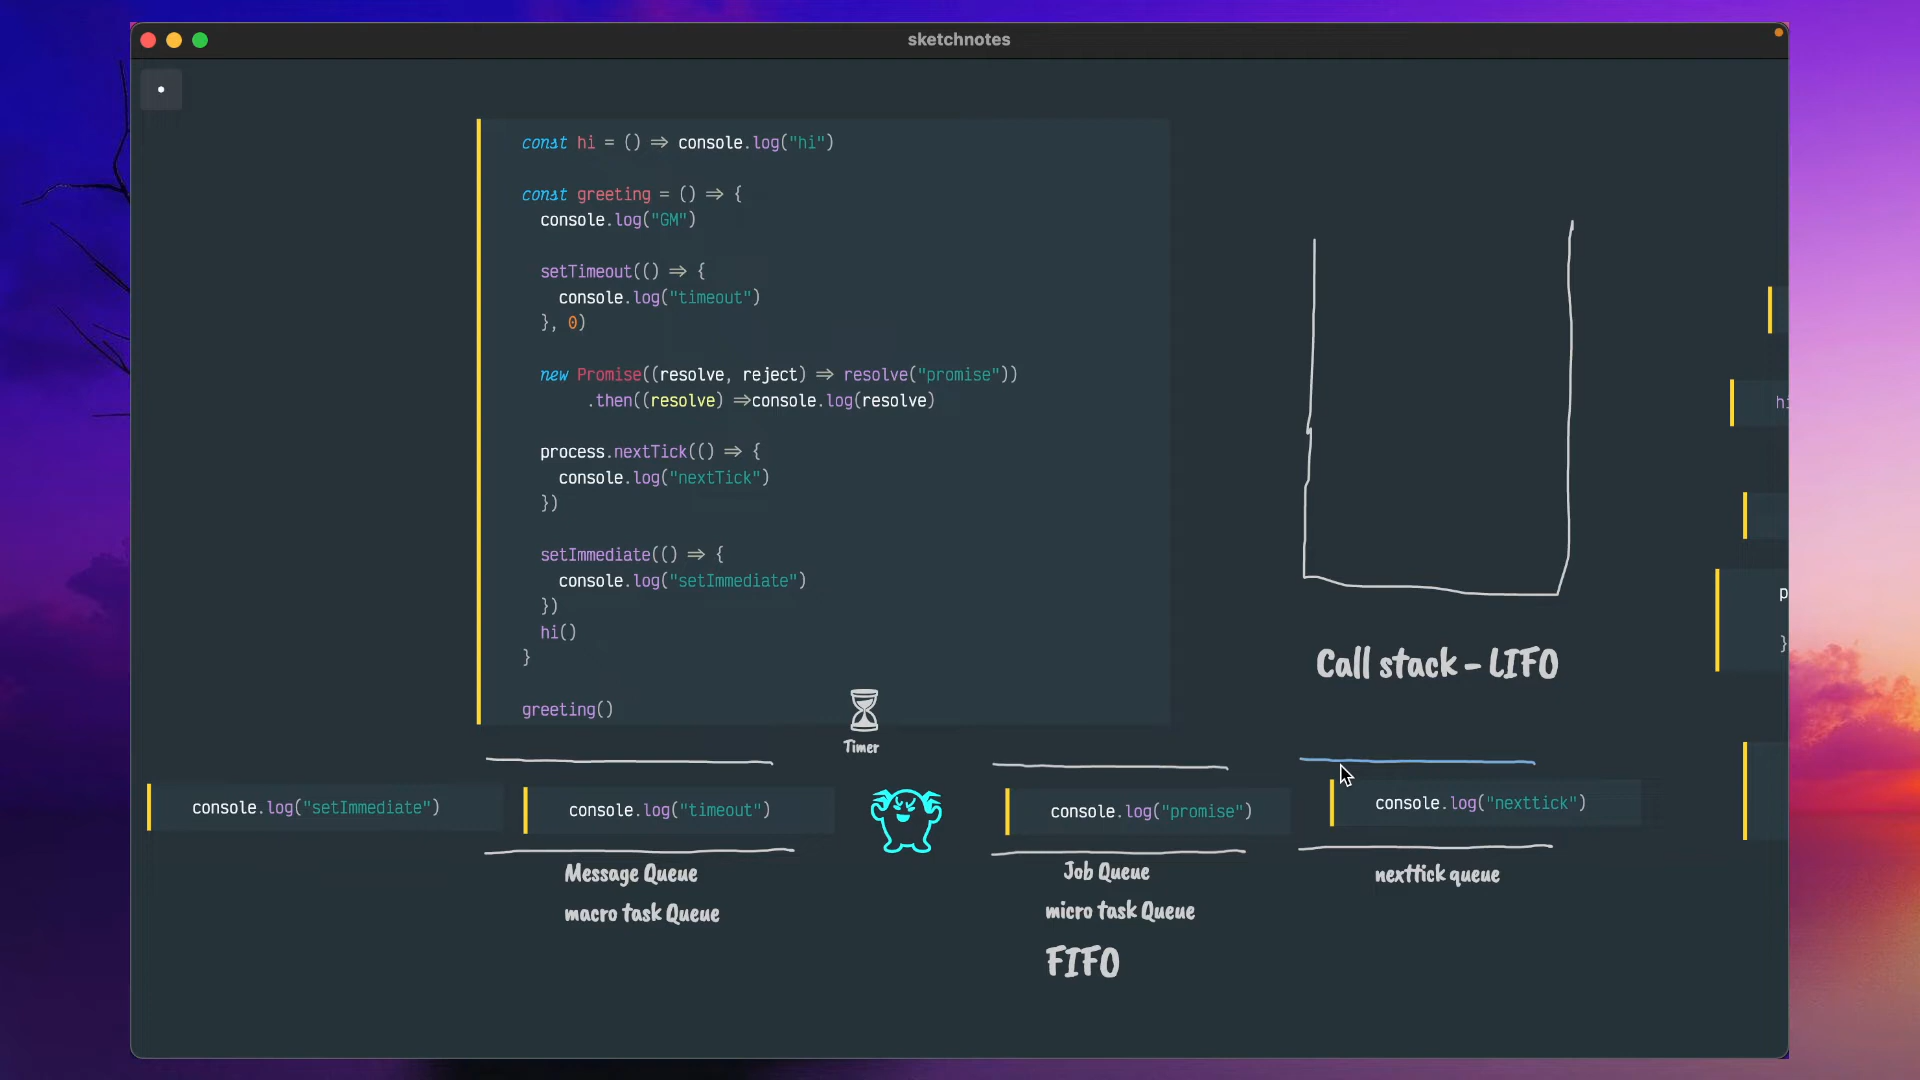 sketchnotes
const hi = () => console.log("hi")
const greeting = () => {
console.log("GM")
setTimeout(() => {
console.log("timeout")
}, 0)
new Promise((resolve, reject) => resolve("promise"))
.then((resolve) =>console.log(resolve)
process.nextTick(() => {
console.log("nextTick")
})
setImmediate(() => {
console.log("setImmediate")
})
hi()
}
greeting()
Timer
Call stack - LIFO
hi
p
}
console.log("setImmediate")
console.log("timeout")
console.log("promise")
console.log("nexttick")
Message Queue
macro task Queue
Job Queue
micro task Queue
FIFO
nexttick queue